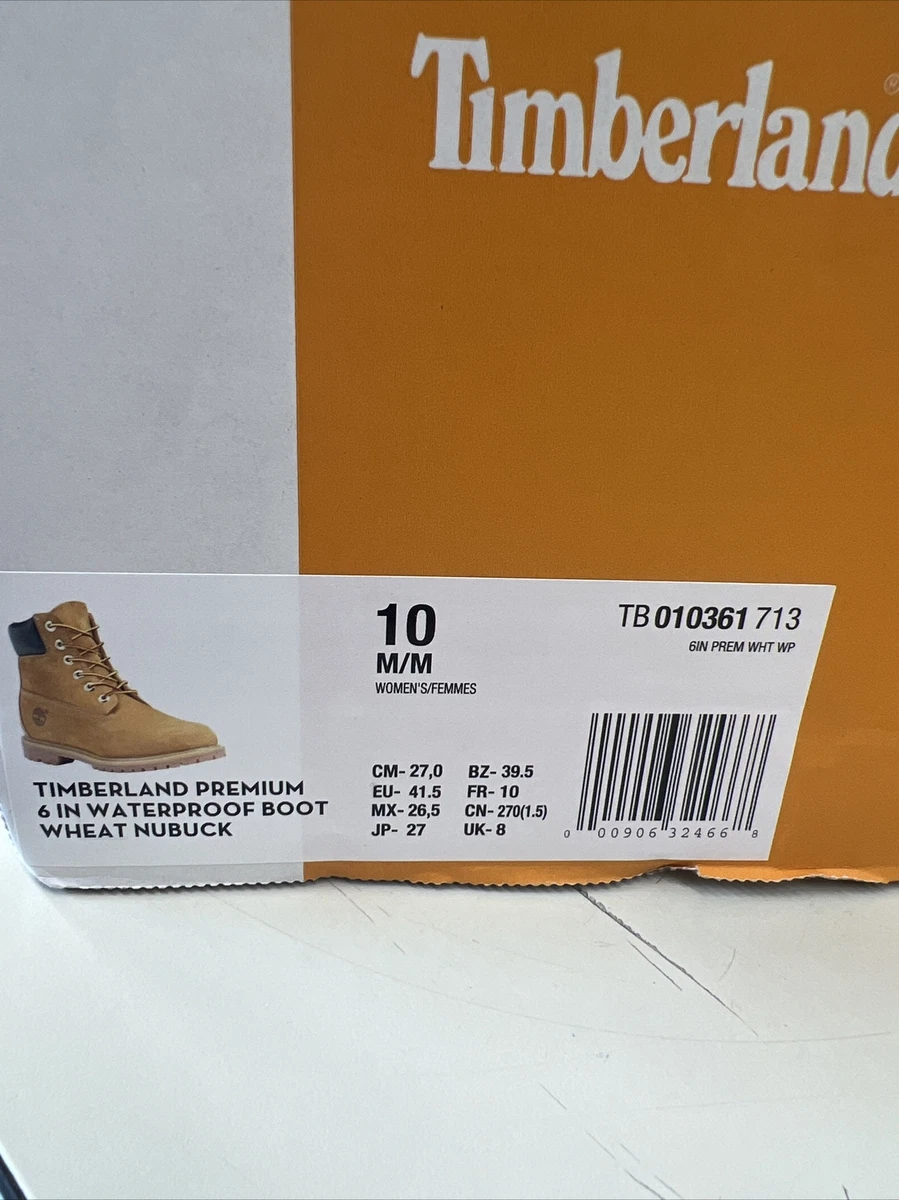 Timberland®
10
M/M
WOMEN'S/FEMMES
TB 010361 713
6IN PREM WHT WP
TIMBERLAND PREMIUM
6 IN WATERPROOF BOOT
WHEAT NUBUCK
CM- 27,0 BZ- 39.5
EU- 41.5 FR- 10
MX- 26,5 CN- 270(1.5)
JP- 27 UK- 8
0 00906 32466 8